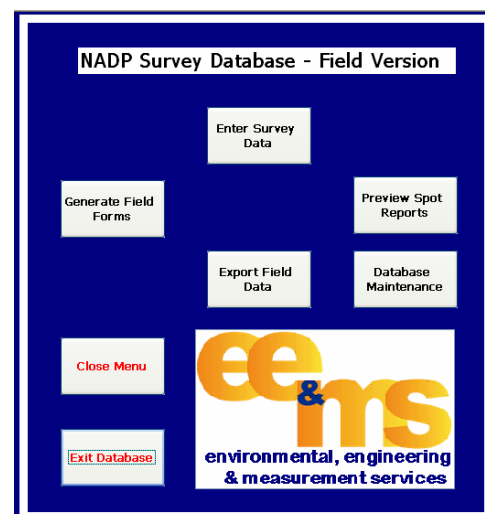 NADP Survey Database - Field Version
Enter Survey
Data
Generate Field
Forms
Preview Spot
Reports
Export Field
Data
Database
Maintenance
Close Menu
Exit Database
ee
&ms
environmental, engineering
& measurement services